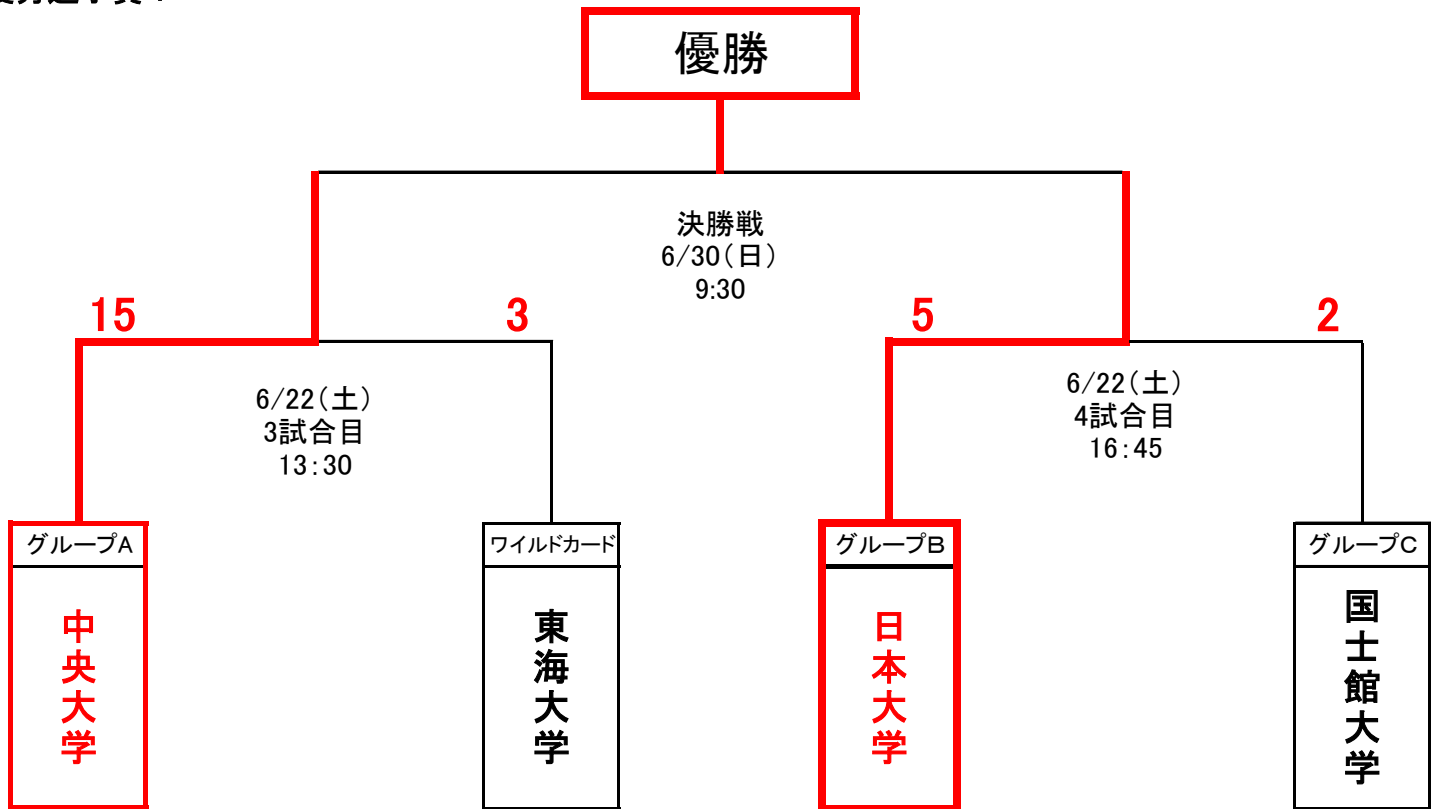 優勝
決勝戦
6/30(日)
9:30
15
3
5
2
6/22(土)
3試合目
13:30
6/22(土)
4試合目
16:45
グループA
ワイルドカード
グループB
グループC
中央大学
東海大学
日本大学
国士館大学